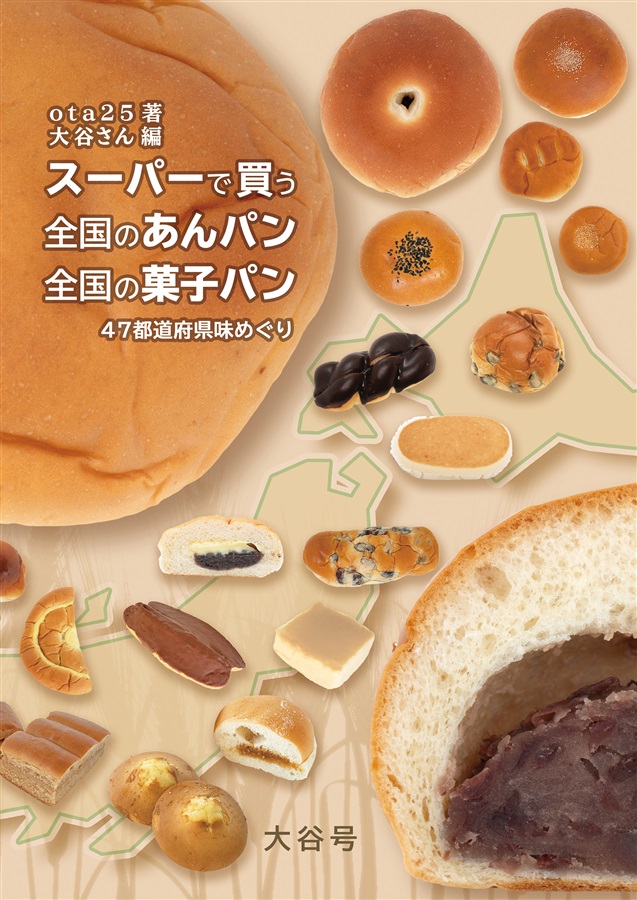 ota25 著
大谷さん 編
スーパーで買う
全国のあんパン
全国の菓子パン
47都道府県味めぐり
大谷号